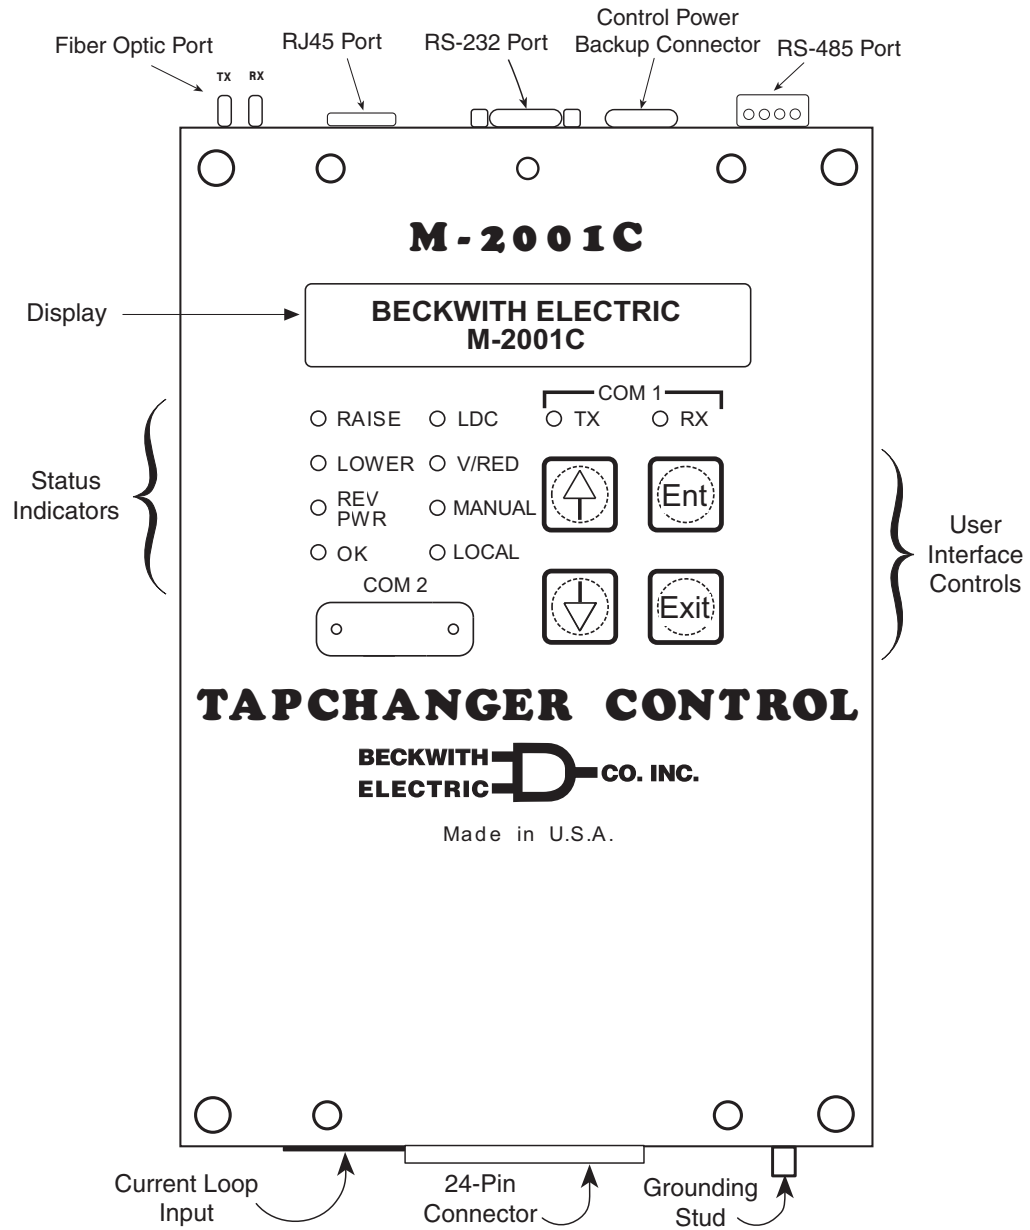 Control Power
Backup Connector
Fiber Optic Port
RJ45 Port
RS-232 Port
RS-485 Port
TX RX
M-2001C
Display
BECKWITH ELECTRIC
M-2001C
COM 1
RAISE
LDC
TX
RX
LOWER
V/RED
REV
PWR
MANUAL
OK
LOCAL
Ent
Exit
COM 2
Status
Indicators
User
Interface
Controls
TAPCHANGER CONTROL
BECKWITH
ELECTRIC
CO. INC.
Made in U.S.A.
Current Loop
Input
24-Pin
Connector
Grounding
Stud